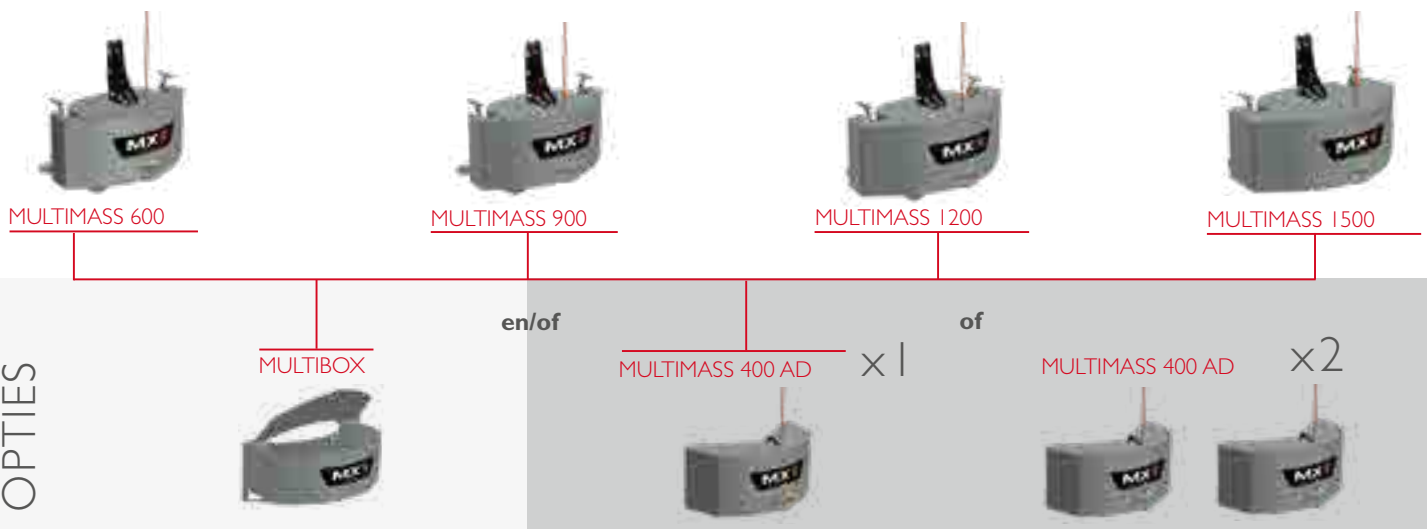 MX
MX
MX
MX
MULTIMASS 600
MULTIMASS 900
MULTIMASS 1200
MULTIMASS 1500
OPTIES
en/of
of
MULTIBOX
MULTIMASS 400 AD
x1
MULTIMASS 400 AD
x2
MX
MX
MX
MX